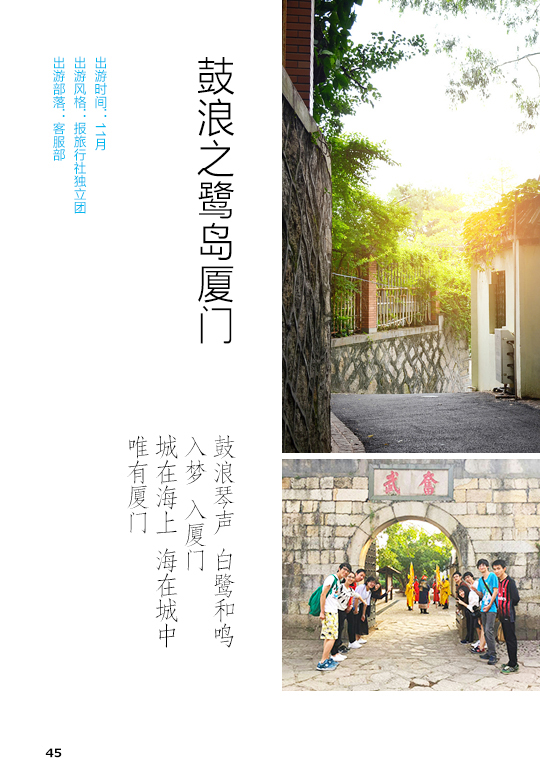 鼓浪之鹭岛厦门
出游时间：11月
出游风格：报旅行社独立团
出游部落：客服部
鼓浪琴声 白鹭和鸣
入梦 入厦门
城在海上 海在城中
唯有厦门
45